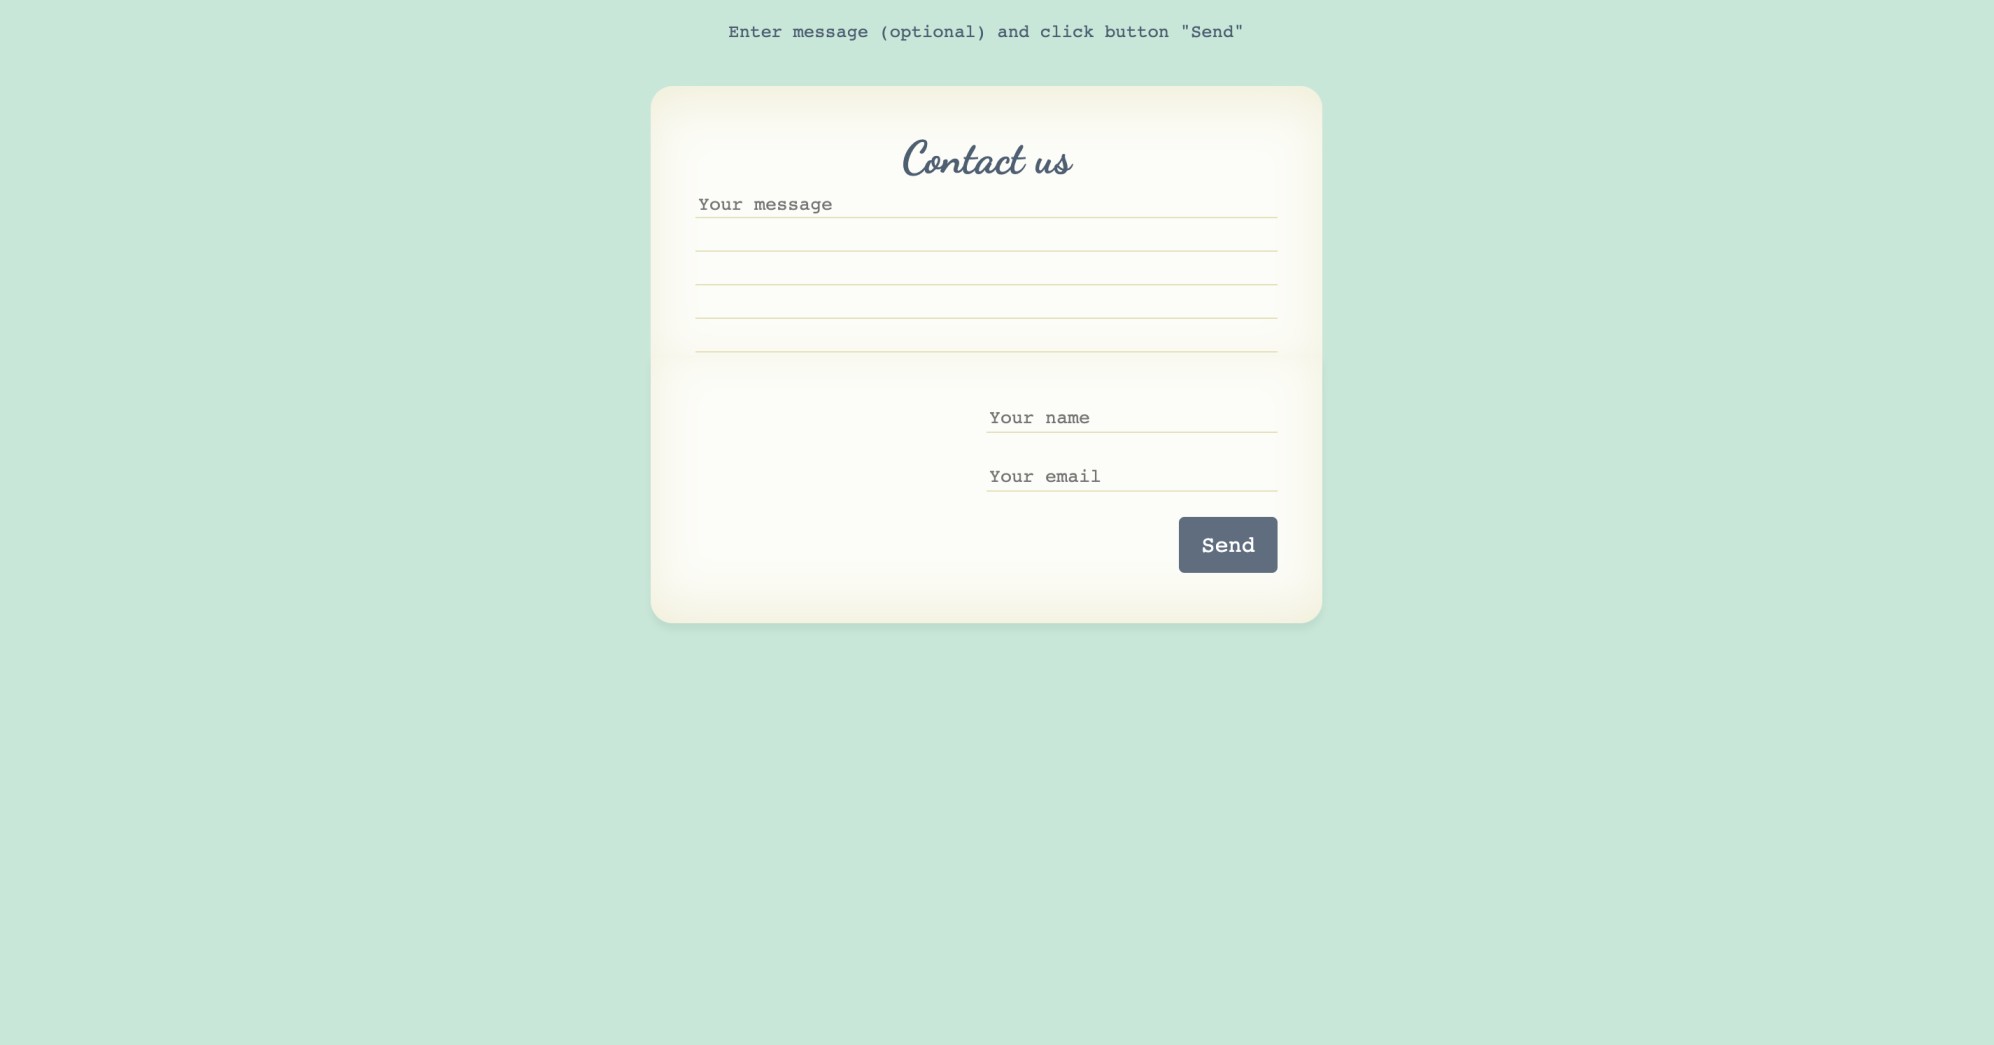 Enter message (optional) and click button "Send"
Contact us
Your message
Your name
Your email
Send